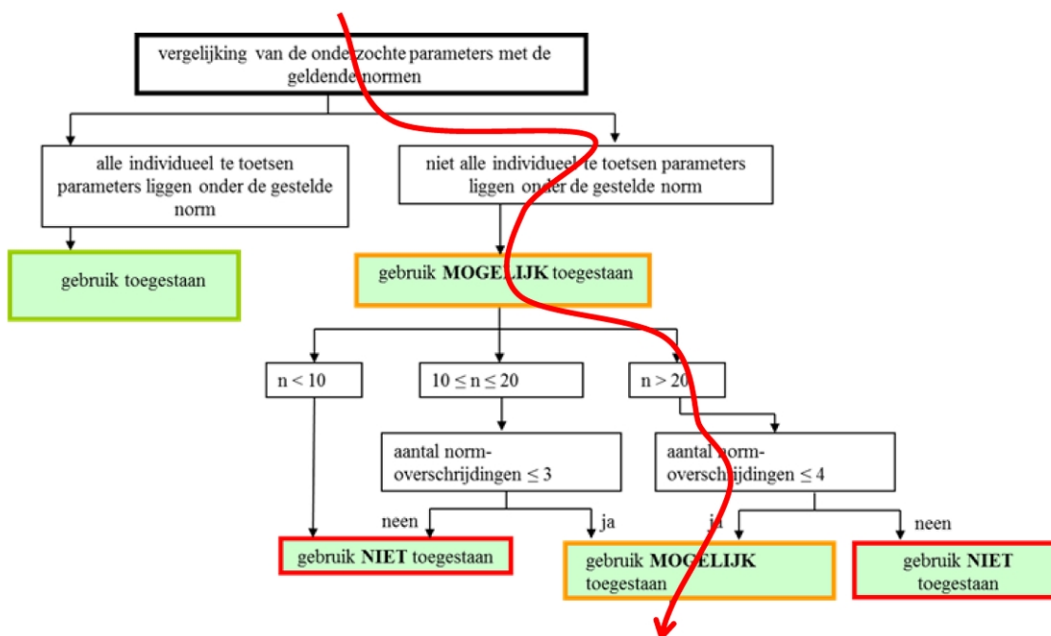 vergelijking van de onderzochte parameters met de
geldende normen
alle individueel te toetsen
parameters liggen onder de gestelde
norm
niet alle individueel te toetsen parameters
liggen onder de gestelde norm
gebruik toegestaan
gebruik MOGELIJK toegestaan
n < 10
10 ≤ n ≤ 20
n > 20
aantal norm-
overschrijdingen ≤ 3
aantal norm-
overschrijdingen ≤ 4
neen
ja
ja
neen
gebruik NIET toegestaan
gebruik MOGELIJK
toegestaan
gebruik NIET
toegestaan